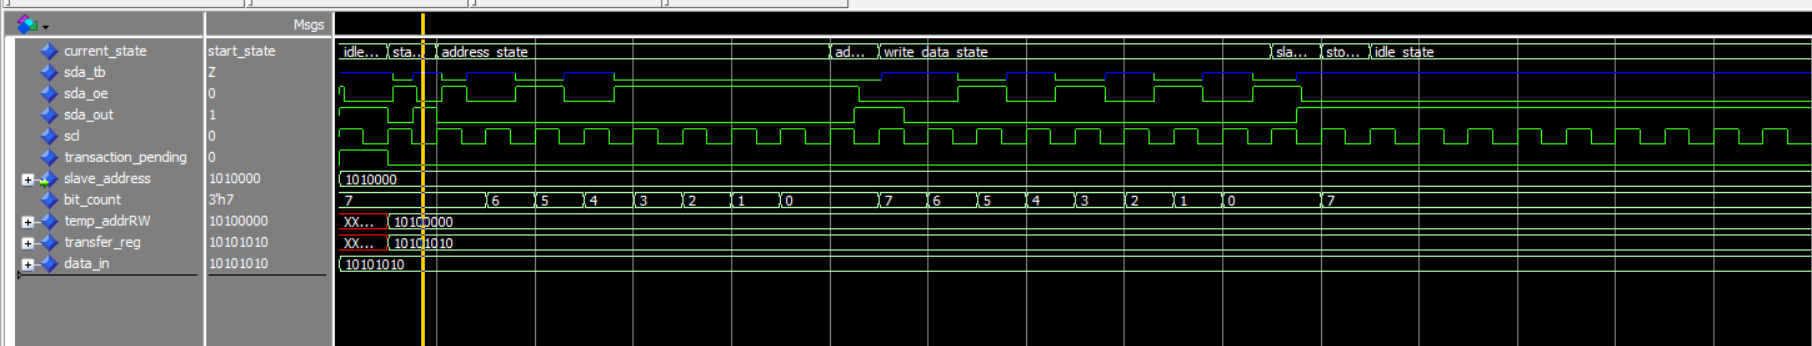 Msgs
current_state start_state idle... sta... address_state ad... write_data_state sla... sto... idle_state
sda_tb Z
sda_oe 0
sda_out 1
scl 0
transaction_pending 0
slave_address 1010000 1010000
bit_count 3'h7 7 6 5 4 3 2 1 0 7 6 5 4 3 2 1 0 7
temp_addrRW 10100000 XX... 10100000
transfer_reg 10101010 XX... 10101010
data_in 10101010 10101010